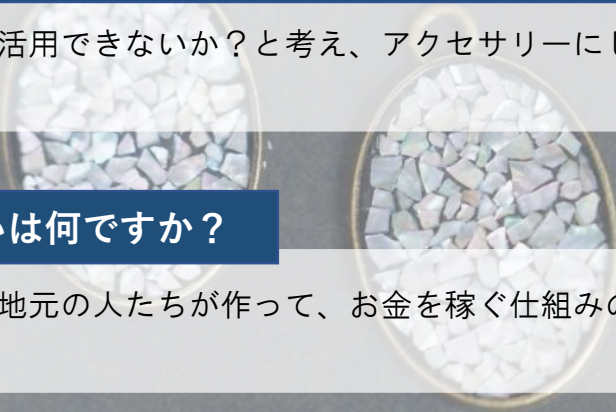 活用できないか？と考え、アクセサリーに
いは何ですか？
地元の人たちが作って、お金を稼ぐ仕組みの